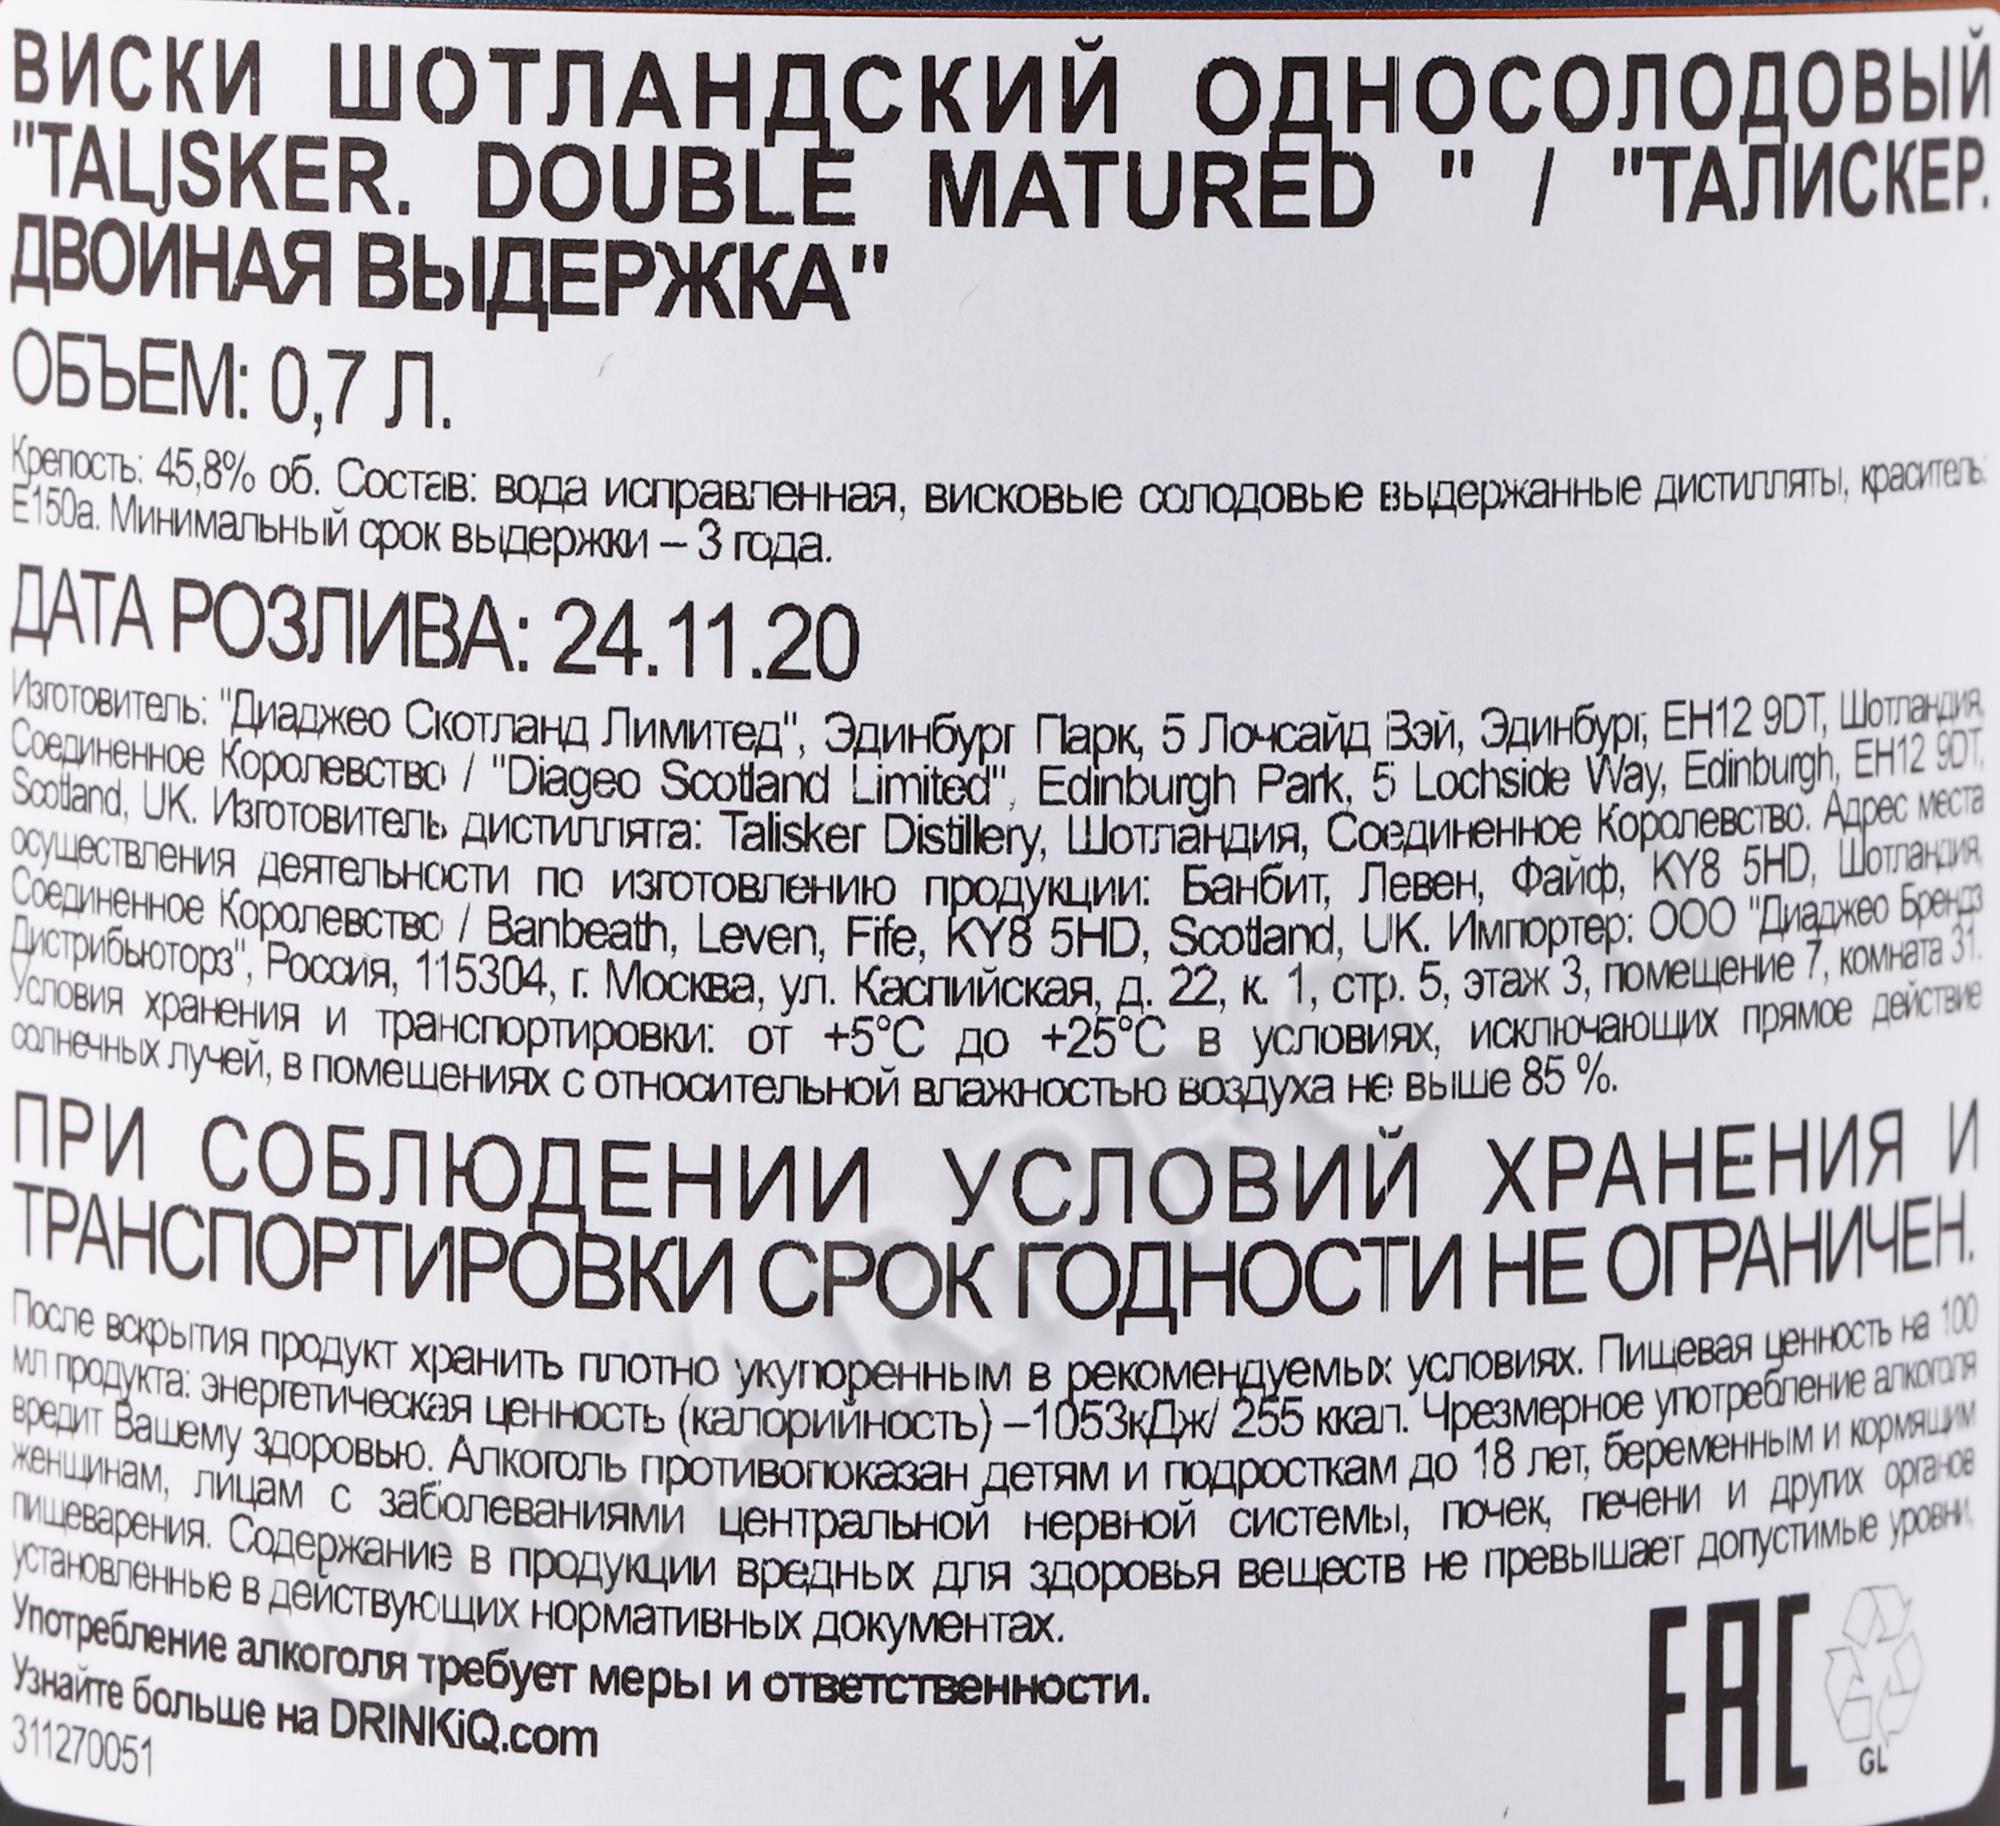 ВИСКИ ШОТЛАНДСКИЙ ОДНОСОЛОДОВЫЙ
"TALISKER. DOUBLE MATURED " / "ТАЛИСКЕР.
ДВОЙНАЯ ВЫДЕРЖКА"
ОБЪЕМ: 0,7 Л.
Крепость: 45,8% об. Состав: вода исправленная, висковые солодовые выдержанные дистилляты, краситель:
Е150а. Минимальный срок выдержки – 3 года.
ДАТА РОЗЛИВА: 24.11.20
Изготовитель: "Диаджео Скотланд Лимитед", Эдинбург Парк, 5 Лочсайд Вэй, Эдинбург, EH12 9DT, Шотландия,
Соединенное Королевство / "Diageo Scotland Limited", Edinburgh Park, 5 Lochside Way, Edinburgh, EH12 9DT,
Scotland, UK. Изготовитель дистиллята: Talisker Distillery, Шотландия, Соединенное Королевство. Адрес места
осуществления деятельности по изготовлению продукции: Банбит, Левен, Файф, KY8 5HD, Шотландия,
Соединенное Королевство / Banbeath, Leven, Fife, KY8 5HD, Scotland, UK. Импортер: ООО "Диаджео Брендз
Дистрибьюторз", Россия, 115304, г. Москва, ул. Каспийская, д. 22, к. 1, стр. 5, этаж 3, помещение 7, комната 31.
Условия хранения и транспортировки: от +5°С до +25°С в условиях, исключающих прямое действие
солнечных лучей, в помещениях с относительной влажностью воздуха не выше 85 %.
ПРИ СОБЛЮДЕНИИ УСЛОВИЙ ХРАНЕНИЯ И
ТРАНСПОРТИРОВКИ СРОК ГОДНОСТИ НЕ ОГРАНИЧЕН.
После вскрытия продукт хранить плотно укупоренным в рекомендуемых условиях. Пищевая ценность на 100
мл продукта: энергетическая ценность (калорийность) –1053кДж/ 255 ккал. Чрезмерное употребление алкоголя
вредит Вашему здоровью. Алкоголь противопоказан детям и подросткам до 18 лет, беременным и кормящим
женщинам, лицам с заболеваниями центральной нервной системы, почек, печени и других органов
пищеварения. Содержание в продукции вредных для здоровья веществ не превышает допустимые уровни,
установленные в действующих нормативных документах.
Употребление алкоголя требует меры и ответственности.
Узнайте больше на DRINKiQ.com
311270051
EAC
GL